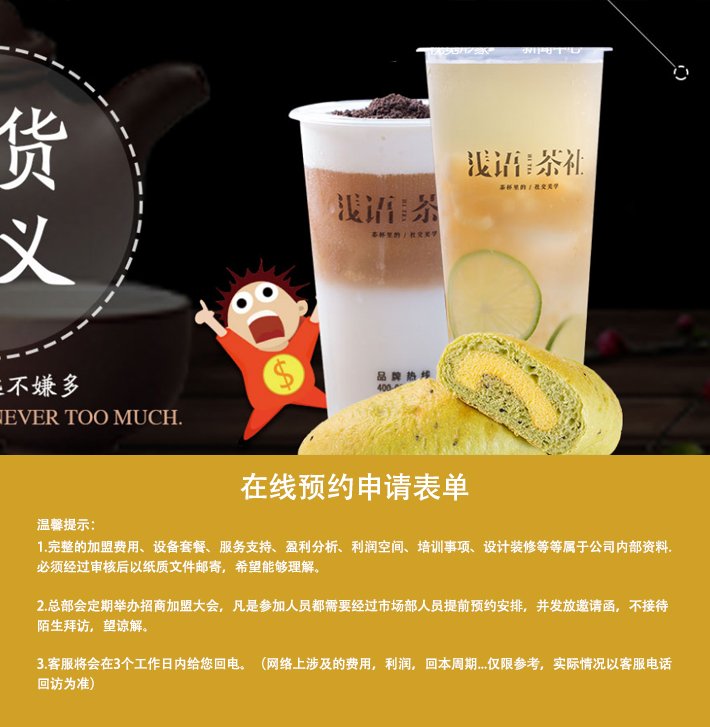 货
义
浅语 茶社
HI TEA
茶杯里的 / 社交美学
浅语 茶
HI TEA
茶杯里的 / 社交美学
品牌热线
400-
$
不嫌多
NEVER TOO MUCH.
在线预约申请表单
温馨提示：
1.完整的加盟费用、设备套餐、服务支持、盈利分析、利润空间、培训事项、设计装修等等属于公司内部资料.
必须经过审核后以纸质文件邮寄，希望能够理解。
2.总部会定期举办招商加盟大会，凡是参加人员都需要经过市场部人员提前预约安排，并发放邀请函，不接待
陌生拜访，望谅解。
3.客服将会在3个工作日内给您回电。（网络上涉及的费用，利润，回本周期...仅限参考，实际情况以客服电话
回访为准）